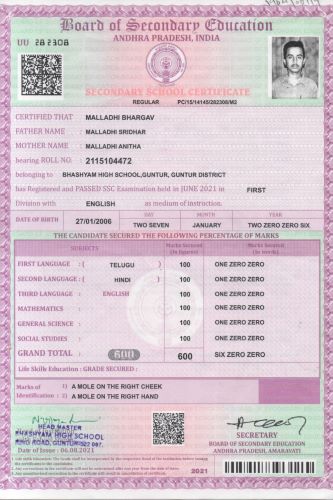 Board of Secondary Education
UU 282308
ANDHRA PRADESH, INDIA
SECONDARY SCHOOL CERTIFICATE
REGULAR PC/15/14145/282308/M2
CERTIFIED THAT MALLADHI BHARGAV
FATHER NAME MALLADHI SRIDHAR
MOTHER NAME MALLADHI ANITHA
bearing ROLL NO. : 2115104472
belonging to BHASHYAM HIGH SCHOOL,GUNTUR, GUNTUR DISTRICT
has Registered and PASSED SSC Examination held in JUNE 2021 in FIRST
Division with ENGLISH as medium of instruction.
DATE OF BIRTH 27/01/2006 DAY TWO SEVEN MONTH JANUARY YEAR TWO ZERO ZERO SIX
THE CANDIDATE SECURED THE FOLLOWING PERCENTAGE OF MARKS
SUBJECTS Marks Secured (In figures) Marks Secured (In words)
FIRST LANGUAGE : ( TELUGU ) 100 ONE ZERO ZERO
SECOND LANGUAGE : ( HINDI ) 100 ONE ZERO ZERO
THIRD LANGUAGE : ENGLISH 100 ONE ZERO ZERO
MATHEMATICS : 100 ONE ZERO ZERO
GENERAL SCIENCE : 100 ONE ZERO ZERO
SOCIAL STUDIES : 100 ONE ZERO ZERO
GRAND TOTAL : 600 600 SIX ZERO ZERO
Life Skills Education : GRADE SECURED :
Marks of Identification : 1) A MOLE ON THE RIGHT CHEEK
2) A MOLE ON THE RIGHT HAND
HEAD MASTER
BHASHYAM HIGH SCHOOL
RING ROAD, GUNTUR-522 007.
Date of Issue : 06.08.2021
SECRETARY
BOARD OF SECONDARY EDUCATION
ANDHRA PRADESH, AMARAVATI
2021